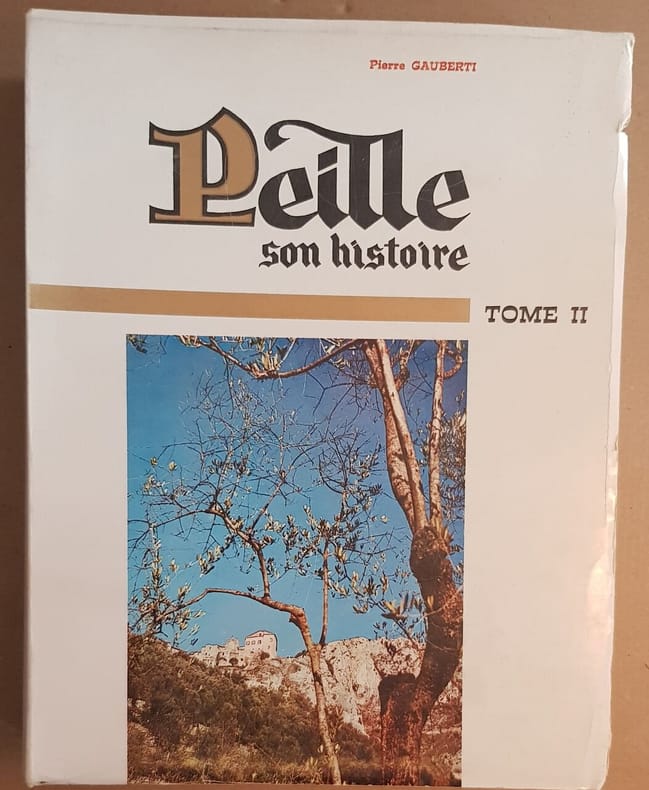 Pierre GAUBERTI
Peille
son histoire
TOME II